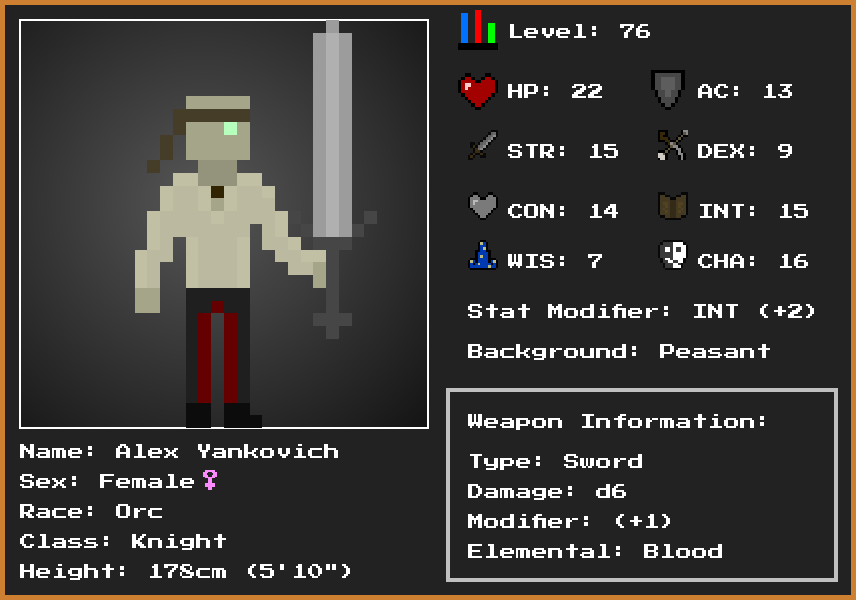 Level: 76
HP: 22 AC: 13
STR: 15 DEX: 9
CON: 14 INT: 15
WIS: 7 CHA: 16
Stat Modifier: INT (+2)
Background: Peasant
Weapon Information:
Type: Sword
Damage: d6
Modifier: (+1)
Elemental: Blood
Name: Alex Yankovich
Sex: Female♀
Race: Orc
Class: Knight
Height: 178cm (5'10")